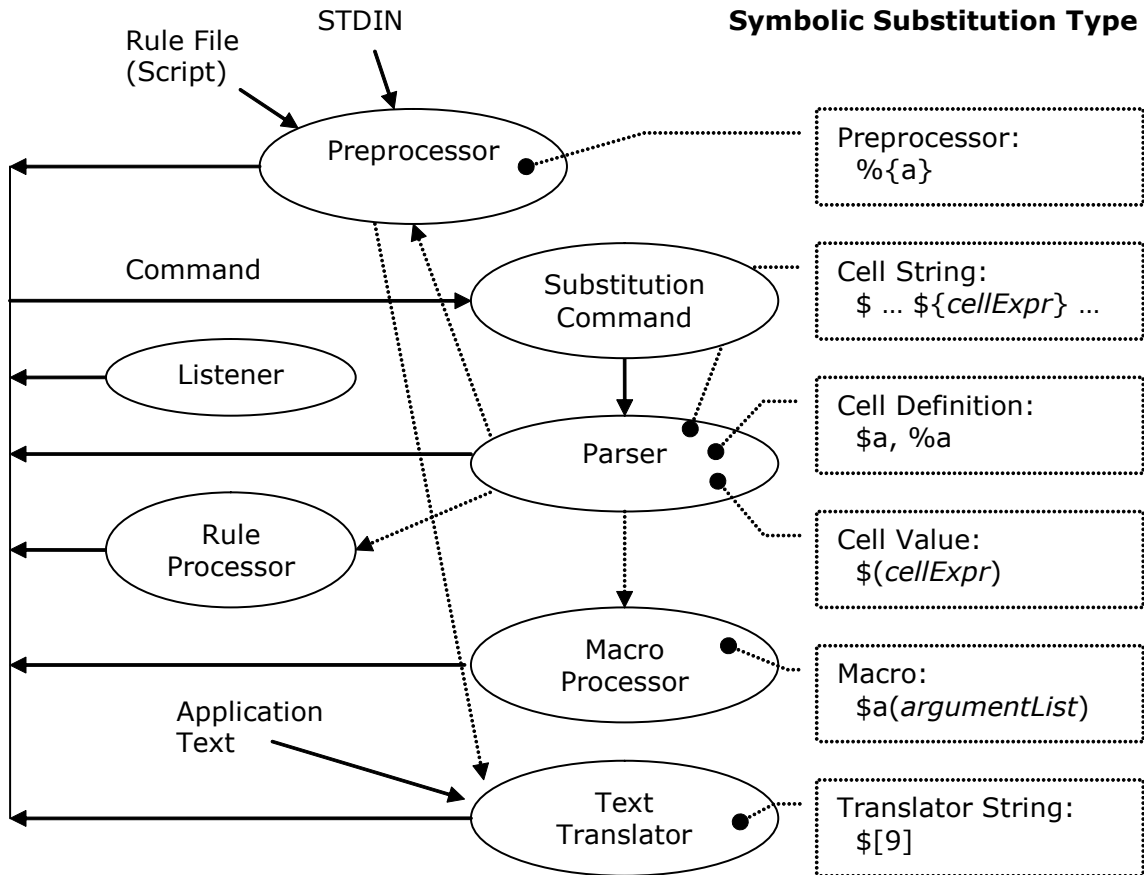 STDIN
Symbolic Substitution Type
Rule File
(Script)
Preprocessor
Preprocessor:
%{a}
Command
Substitution
Command
Cell String:
$ … ${cellExpr} …
Listener
Parser
Cell Definition:
$a, %a
Rule
Processor
Cell Value:
$(cellExpr)
Macro
Processor
Macro:
$a(argumentList)
Application
Text
Text
Translator
Translator String:
$[9]